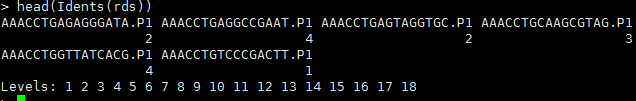 > head(Idents(rds))
AAACCTGAGAGGGATA.P1 AAACCTGAGGCCGAAT.P1 AAACCTGAGTAGGTGC.P1 AAACCTGCAAGCGTAG.P1
2 4 2 3
AAACCTGGTTATCACG.P1 AAACCTGTCCCGACTT.P1
4 1
Levels: 1 2 3 4 5 6 7 8 9 10 11 12 13 14 15 16 17 18
>